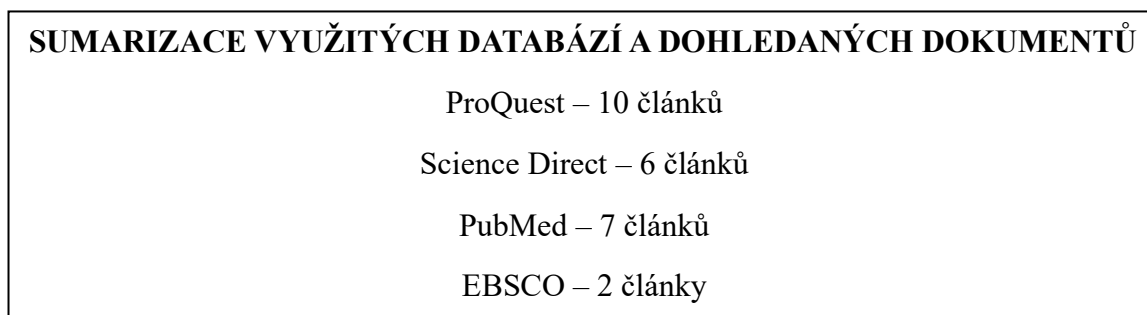 SUMARIZACE VYUŽITÝCH DATABÁZÍ A DOHLEDANÝCH DOKUMENTŮ
ProQuest – 10 článků
Science Direct – 6 článků
PubMed – 7 článků
EBSCO – 2 články